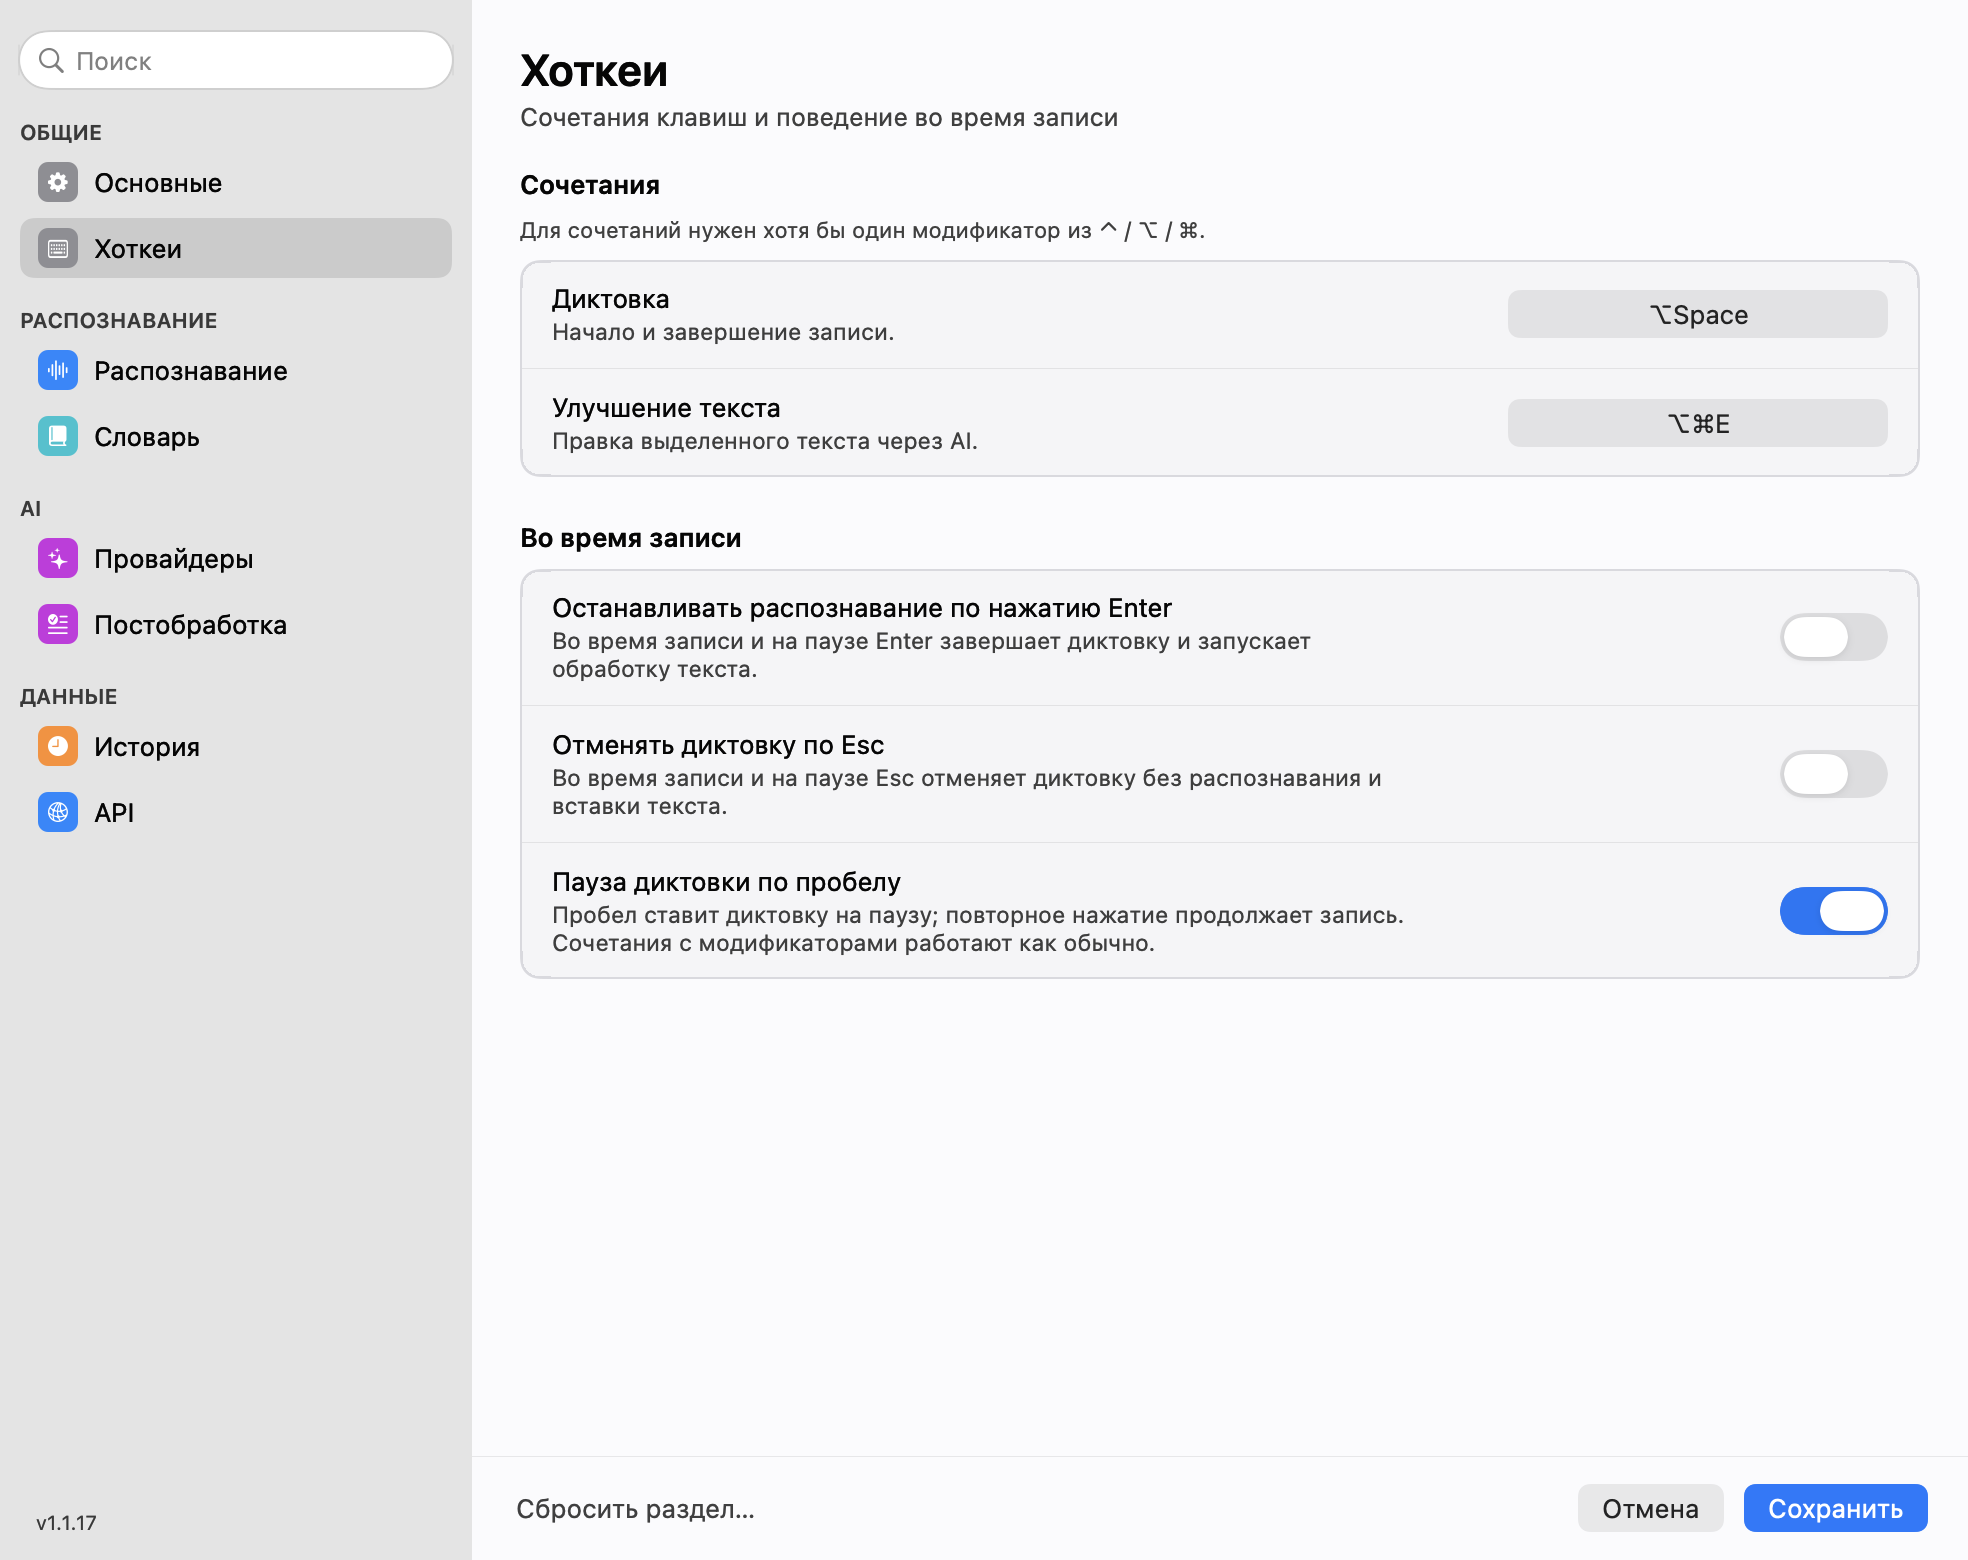 Поиск
ОБЩИЕ
Основные
Хоткеи
РАСПОЗНАВАНИЕ
Распознавание
Словарь
AI
Провайдеры
Постобработка
ДАННЫЕ
История
API
v1.1.17
Хоткеи
Сочетания клавиш и поведение во время записи
Сочетания
Для сочетаний нужен хотя бы один модификатор из ^ / ⌥ / ⌘.
Диктовка
Начало и завершение записи.
⌥Space
Улучшение текста
Правка выделенного текста через AI.
⌥⌘E
Во время записи
Останавливать распознавание по нажатию Enter
Во время записи и на паузе Enter завершает диктовку и запускает
обработку текста.
Отменять диктовку по Esc
Во время записи и на паузе Esc отменяет диктовку без распознавания и
вставки текста.
Пауза диктовки по пробелу
Пробел ставит диктовку на паузу; повторное нажатие продолжает запись.
Сочетания с модификаторами работают как обычно.
Сбросить раздел...
Отмена
Сохранить